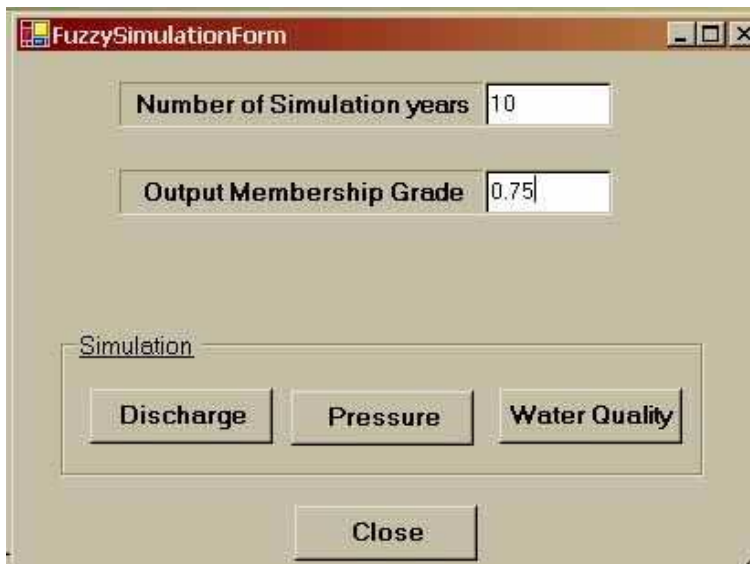 FuzzySimulationForm
Number of Simulation years 10
Output Membership Grade 0.75
Simulation
Discharge Pressure Water Quality
Close